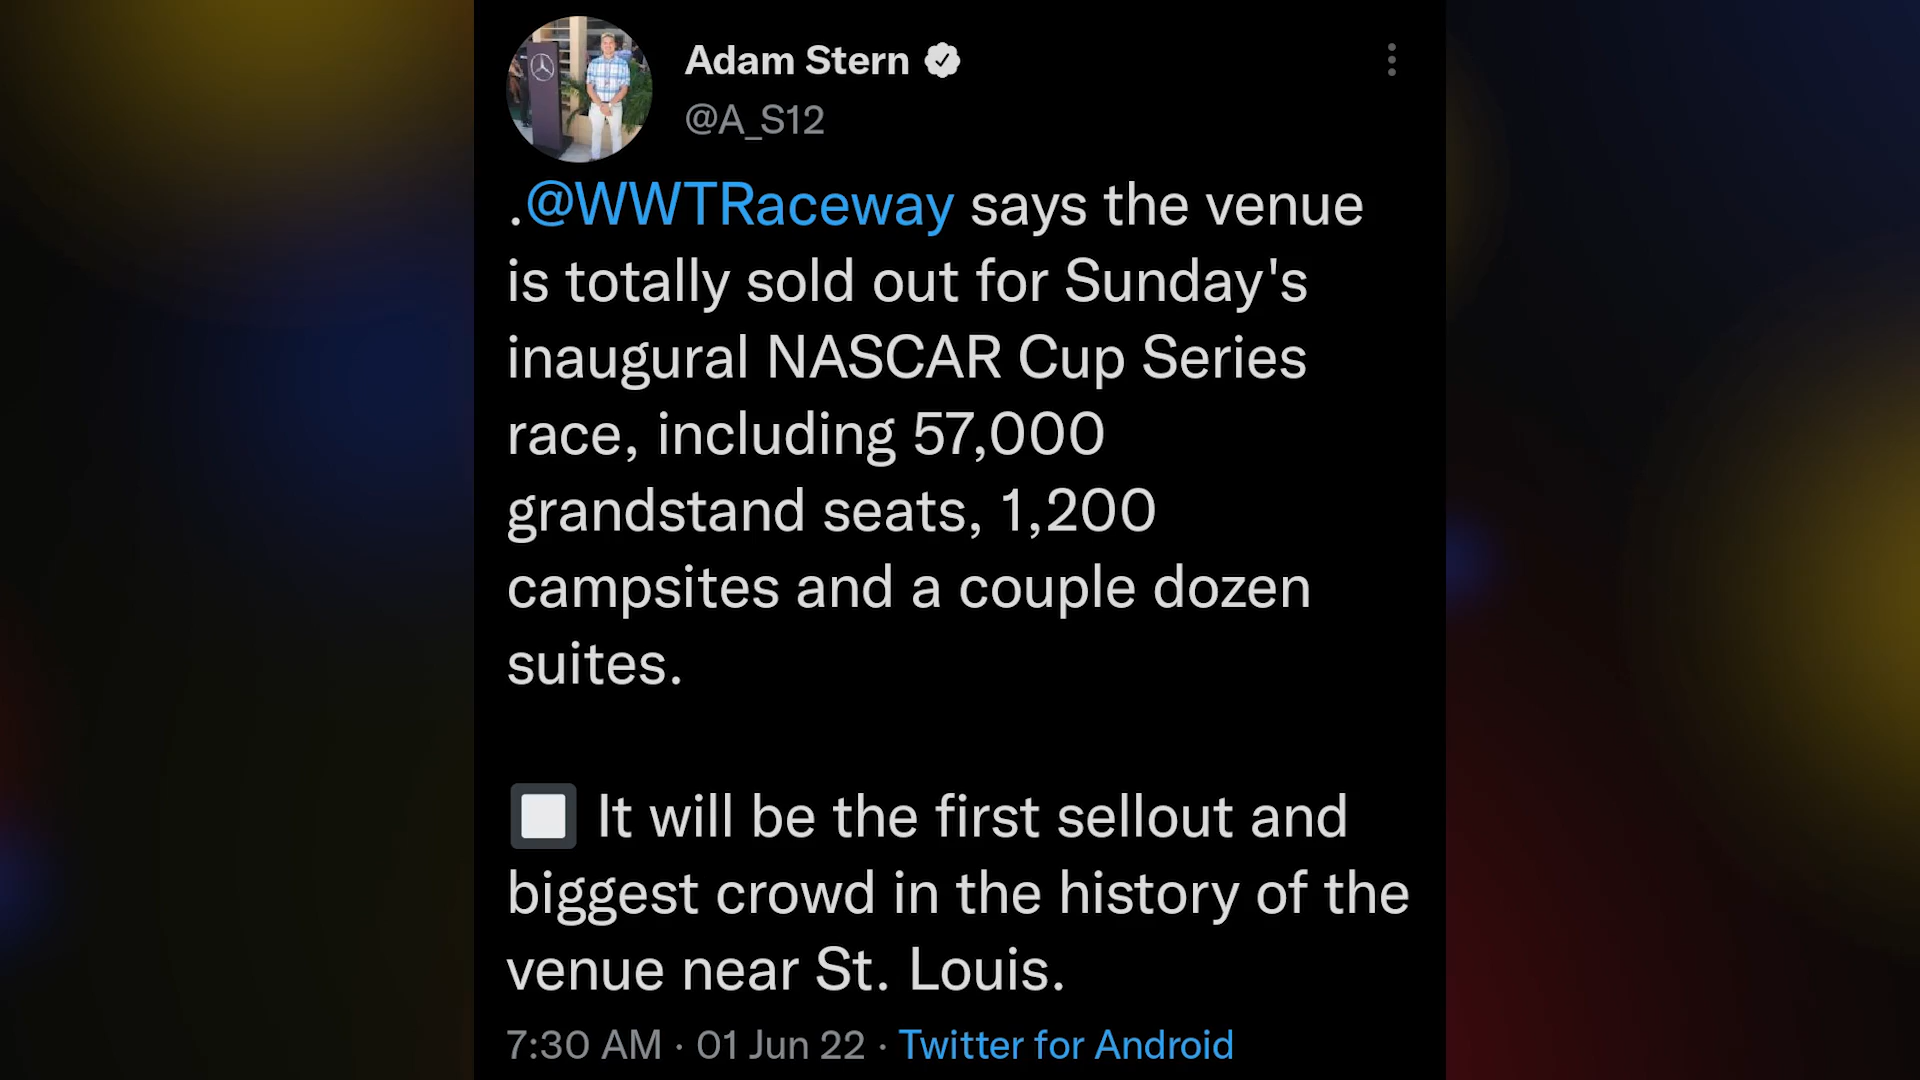 Adam Stern
@A_S12
.@WWTRaceway says the venue
is totally sold out for Sunday's
inaugural NASCAR Cup Series
race, including 57,000
grandstand seats, 1,200
campsites and a couple dozen
suites.
It will be the first sellout and
biggest crowd in the history of the
venue near St. Louis.
7:30 AM · 01 Jun 22 · Twitter for Android